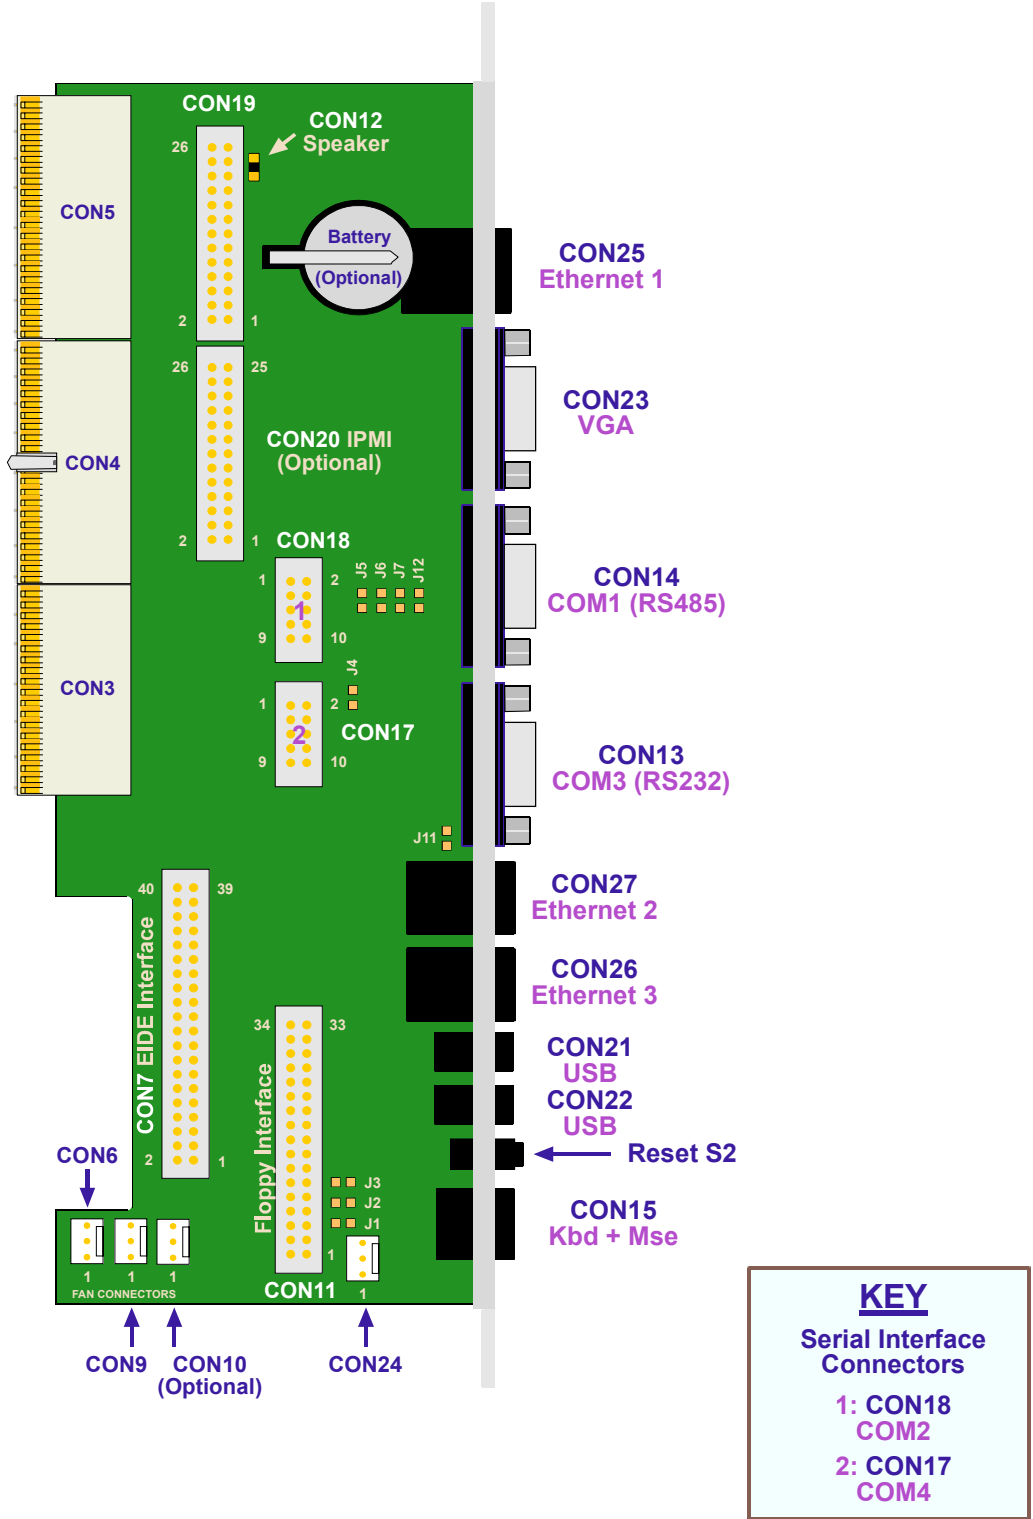 CON19
CON12
Speaker
26
CON5
Battery
(Optional)
CON25
Ethernet 1
2
1
26
25
CON23
VGA
CON20 IPMI
(Optional)
CON4
2
1
CON18
J5
J6
J7
J12
1
2
1
9
10
CON14
COM1 (RS485)
J4
CON3
1
2
2
CON17
9
10
CON13
COM3 (RS232)
J11
40
39
CON27
Ethernet 2
CON7 EIDE Interface
CON26
Ethernet 3
34
33
Floppy Interface
CON21
USB
CON22
USB
2
1
Reset S2
CON6
J3
J2
J1
CON15
Kbd + Mse
1
1
1
1
FAN CONNECTORS
CON11
1
CON9
CON10
(Optional)
CON24
KEY
Serial Interface
Connectors
1: CON18
COM2
2: CON17
COM4